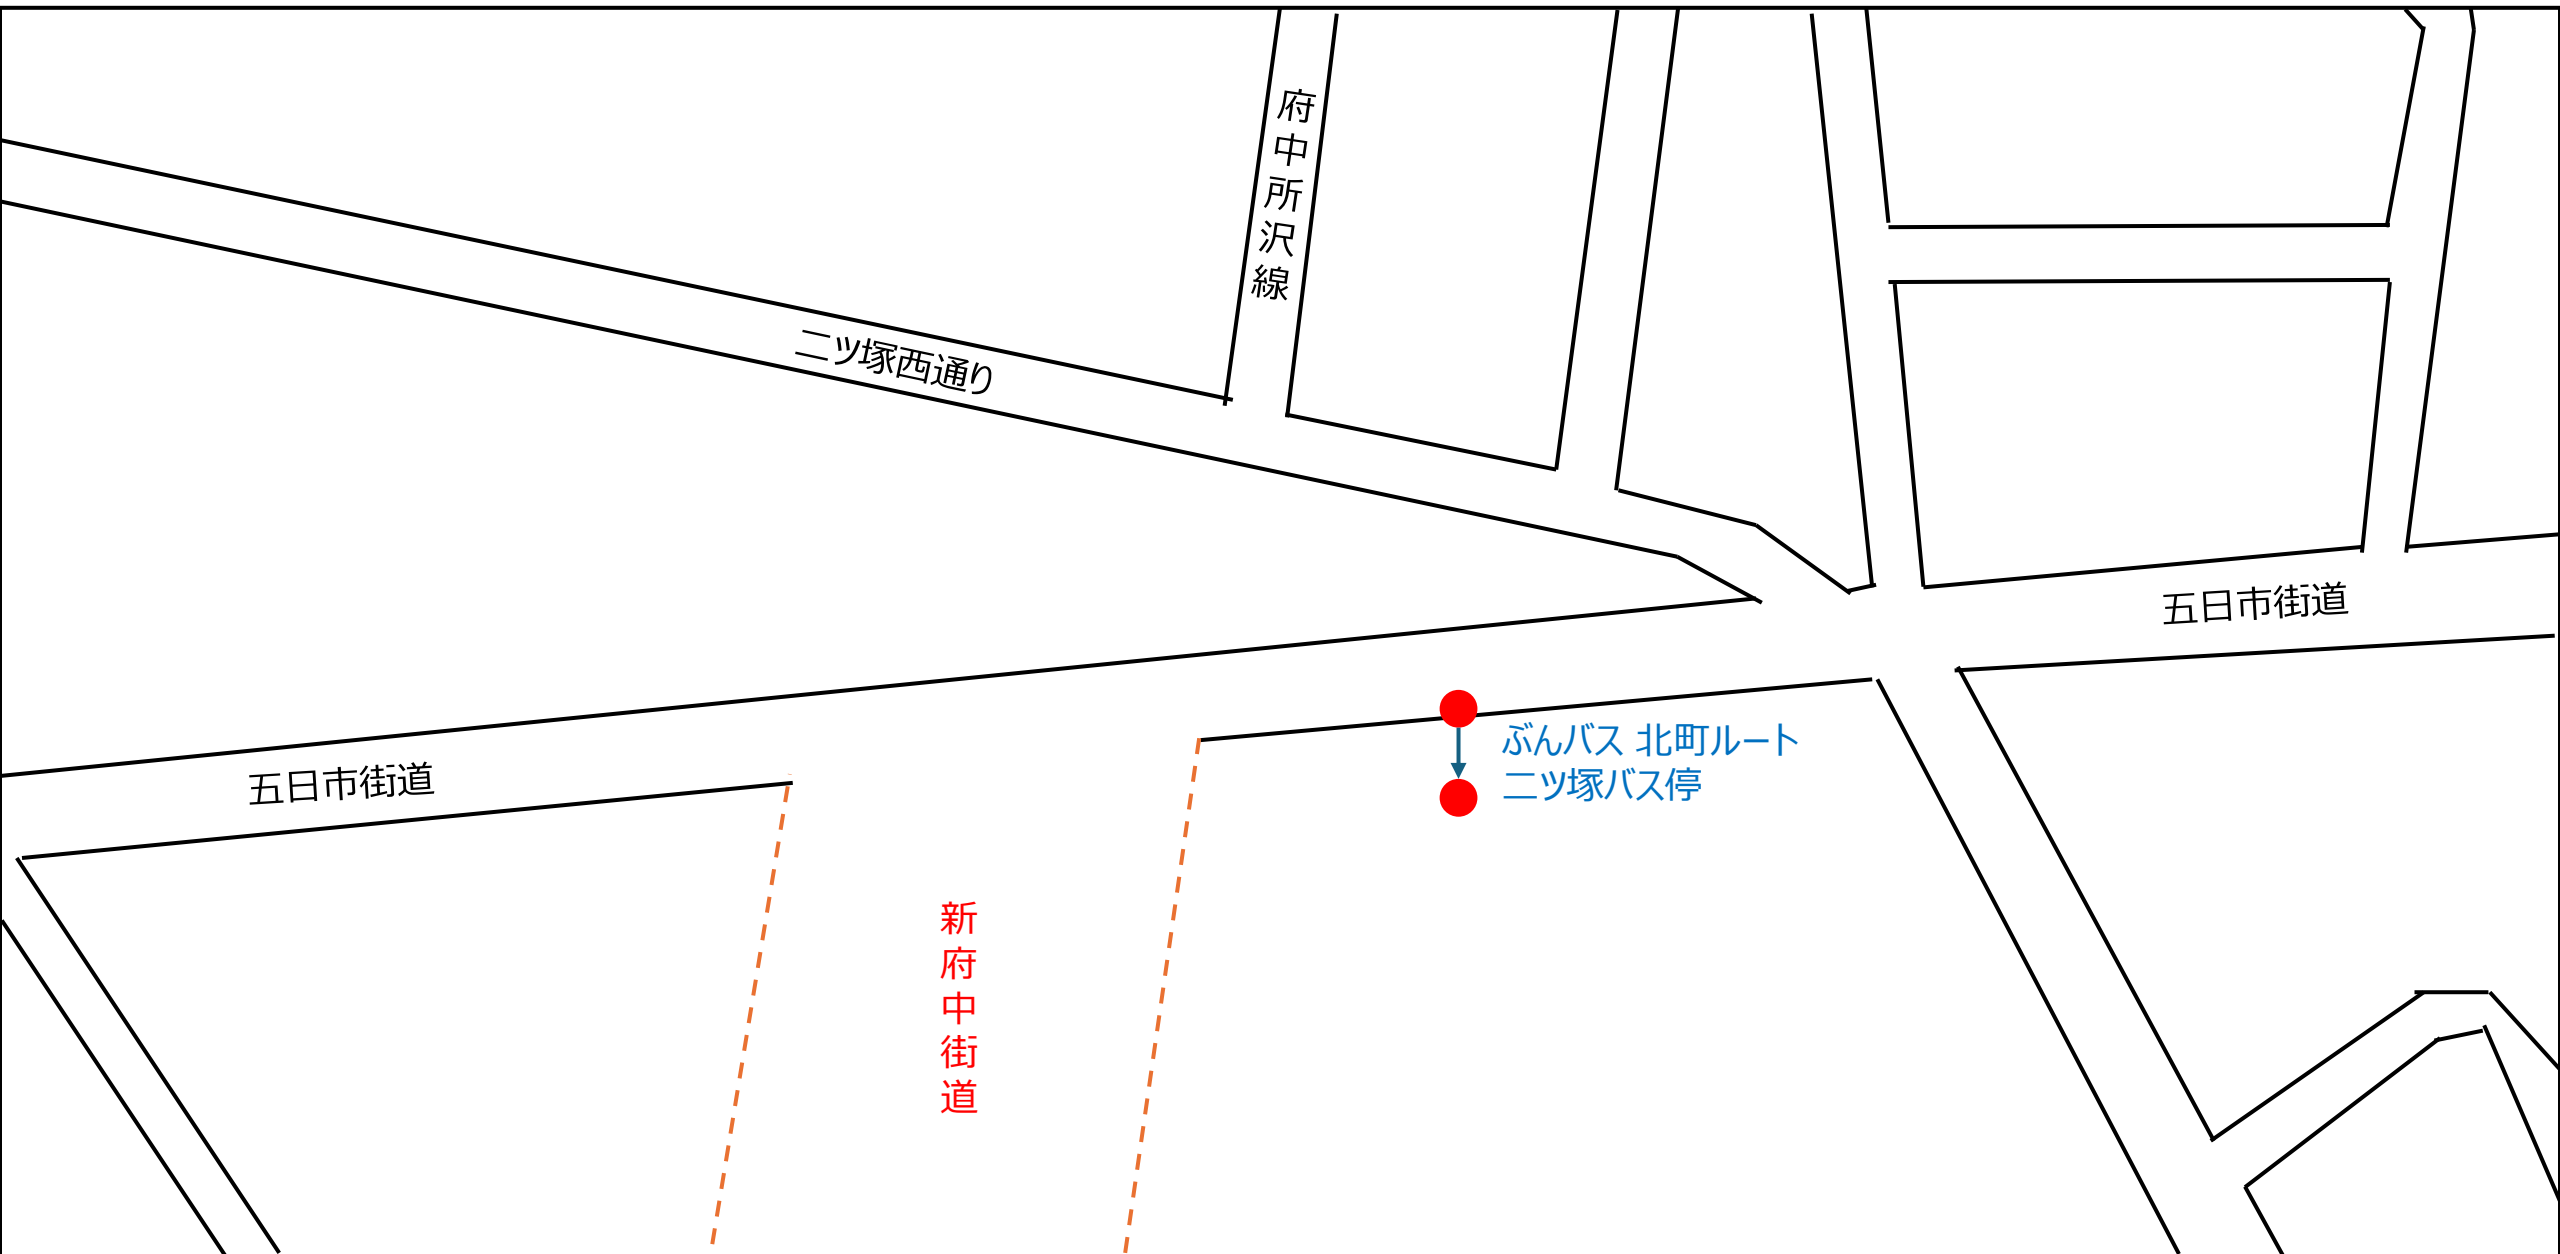 府中所沢線
二ツ塚西通り
五日市街道
ぶんバス 北町ルート
二ツ塚バス停
五日市街道
新府中街道